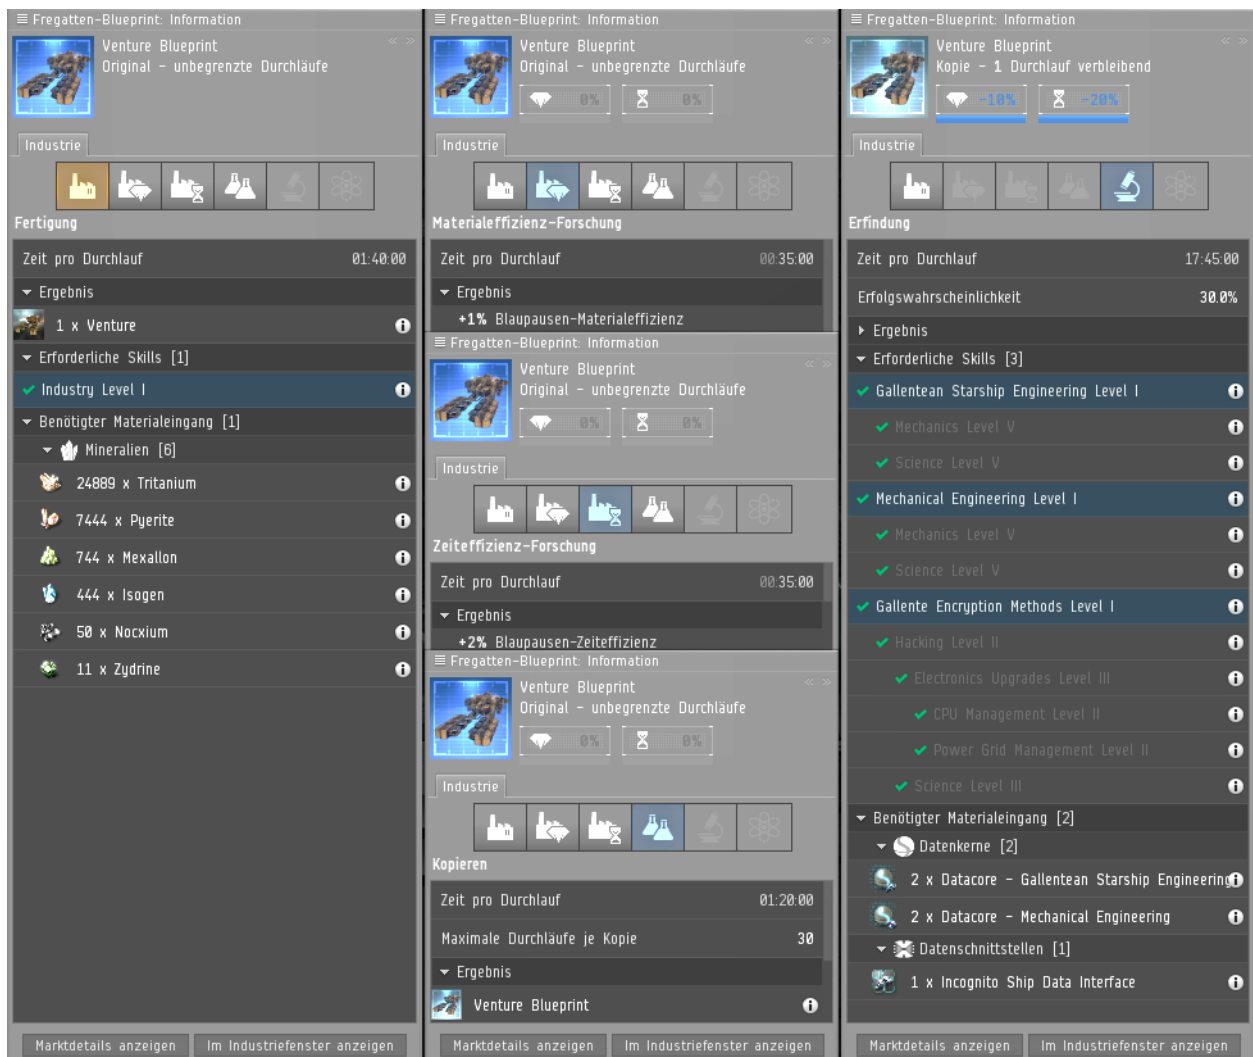 Fregatten-Blueprint: Information
Venture Blueprint
Original - unbegrenzte Durchläufe
Industrie
Fertigung
Zeit pro Durchlauf 01:40:00
Ergebnis
1 x Venture
Erforderliche Skills [1]
Industry Level I
Benötigter Materialeingang [1]
Mineralien [6]
24889 x Tritanium
7444 x Pyerite
744 x Mexallon
444 x Isogen
50 x Nocxium
11 x Zydrine
Marktdetails anzeigen Im Industriefenster anzeigen
Fregatten-Blueprint: Information
Venture Blueprint
Original - unbegrenzte Durchläufe
0% 0%
Industrie
Materialeffizienz-Forschung
Zeit pro Durchlauf 00:35:00
Ergebnis
+1% Blaupausen-Materialeffizienz
Fregatten-Blueprint: Information
Venture Blueprint
Original - unbegrenzte Durchläufe
0% 0%
Industrie
Zeiteffizienz-Forschung
Zeit pro Durchlauf 00:35:00
Ergebnis
+2% Blaupausen-Zeiteffizienz
Fregatten-Blueprint: Information
Venture Blueprint
Original - unbegrenzte Durchläufe
0% 0%
Industrie
Kopieren
Zeit pro Durchlauf 01:20:00
Maximale Durchläufe je Kopie 30
Ergebnis
Venture Blueprint
Marktdetails anzeigen Im Industriefenster anzeigen
Fregatten-Blueprint: Information
Venture Blueprint
Kopie - 1 Durchlauf verbleibend
-10% -20%
Industrie
Erfindung
Zeit pro Durchlauf 17:45:00
Erfolgswahrscheinlichkeit 30.0%
Ergebnis
Erforderliche Skills [3]
Gallentean Starship Engineering Level I
Mechanics Level V
Science Level V
Mechanical Engineering Level I
Mechanics Level V
Science Level V
Gallente Encryption Methods Level I
Hacking Level II
Electronics Upgrades Level III
CPU Management Level II
Power Grid Management Level II
Science Level III
Benötigter Materialeingang [2]
Datenkerne [2]
2 x Datacore - Gallentean Starship Engineering
2 x Datacore - Mechanical Engineering
Datenschnittstellen [1]
1 x Incognito Ship Data Interface
Marktdetails anzeigen Im Industriefenster anzeigen